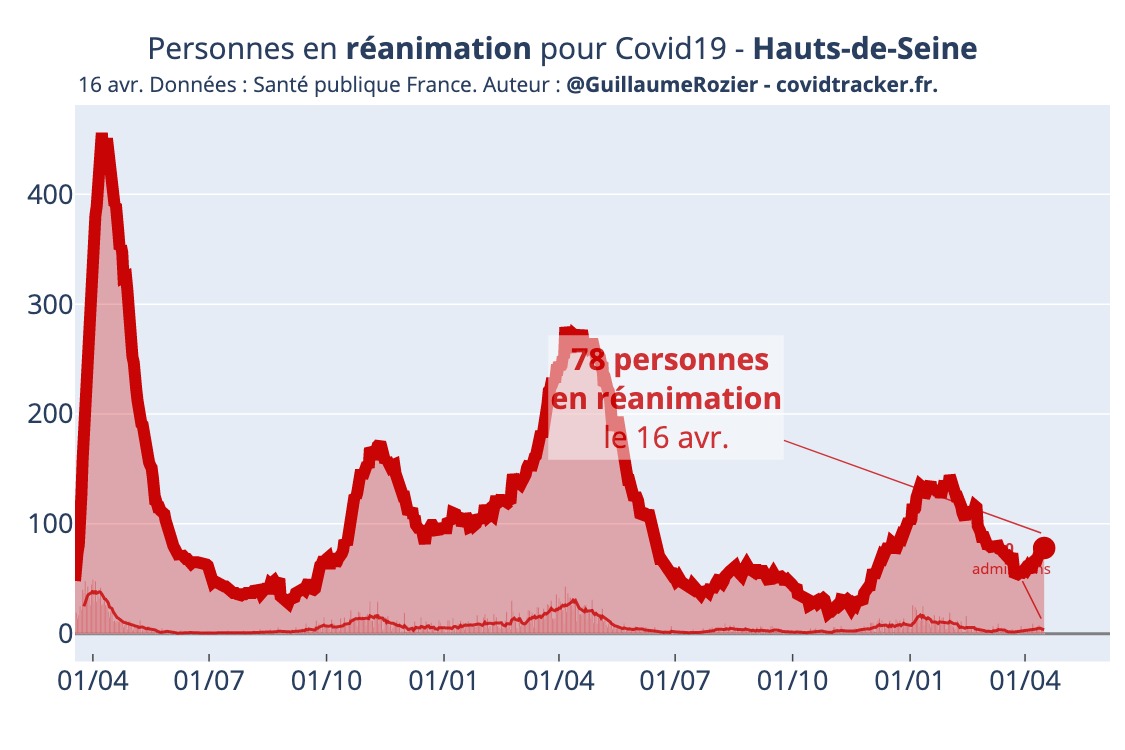 Personnes en réanimation pour Covid19 - Hauts-de-Seine
16 avr. Données : Santé publique France. Auteur : @GuillaumeRozier - covidtracker.fr.
400
300
200
100
0
78 personnes
en réanimation
le 16 avr.
01/04 01/07 01/10 01/01 01/04 01/07 01/10 01/01 01/04